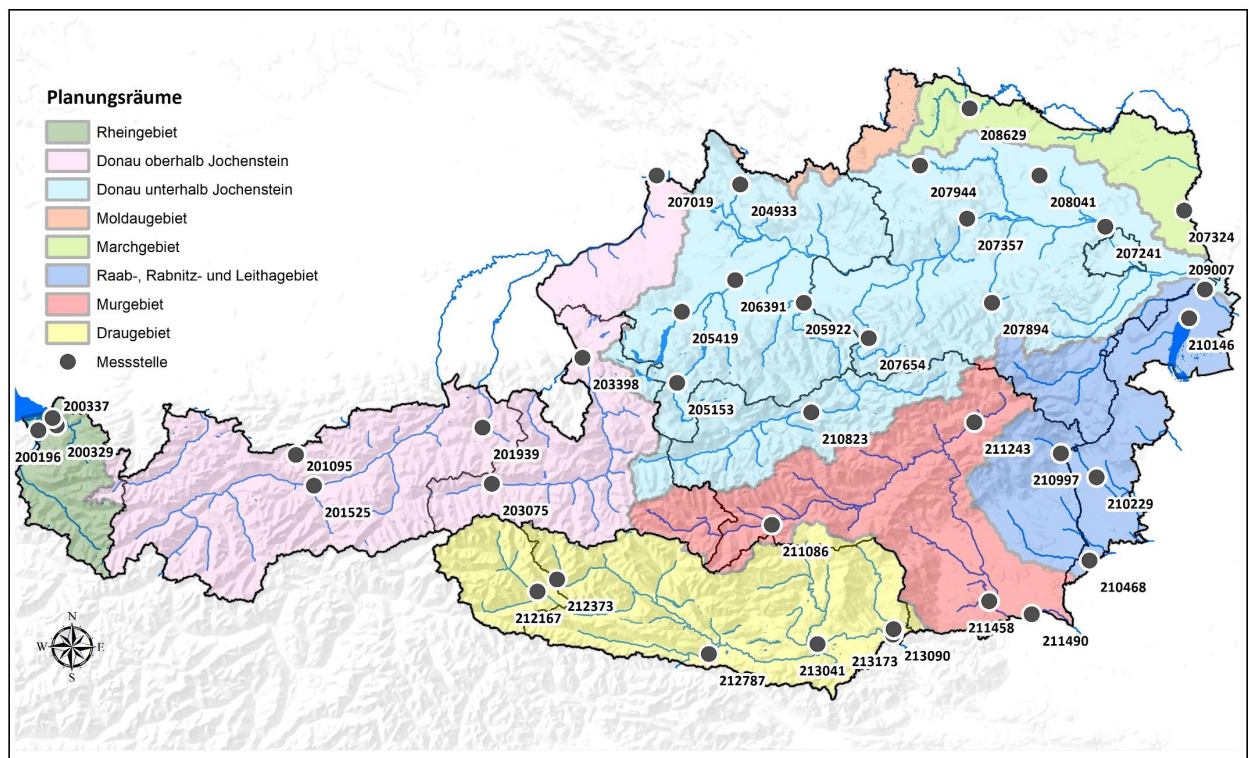 Planungsräume
Rheingebiet
Donau oberhalb Jochenstein
Donau unterhalb Jochenstein
Moldaugebiet
Marchgebiet
Raab-, Rabnitz- und Leithagebiet
Murgebiet
Draugebiet
Messstelle
208629
207019
204933
207944
208041
207324
207357
207241
209007
206391
205922
207894
205419
207654
210146
203398
205153
200337
200196
200329
210823
201939
211243
201095
210997
210229
201525
203075
211086
210468
212373
212167
211458
211490
213041
213173
213090
212787
N
W
E
S